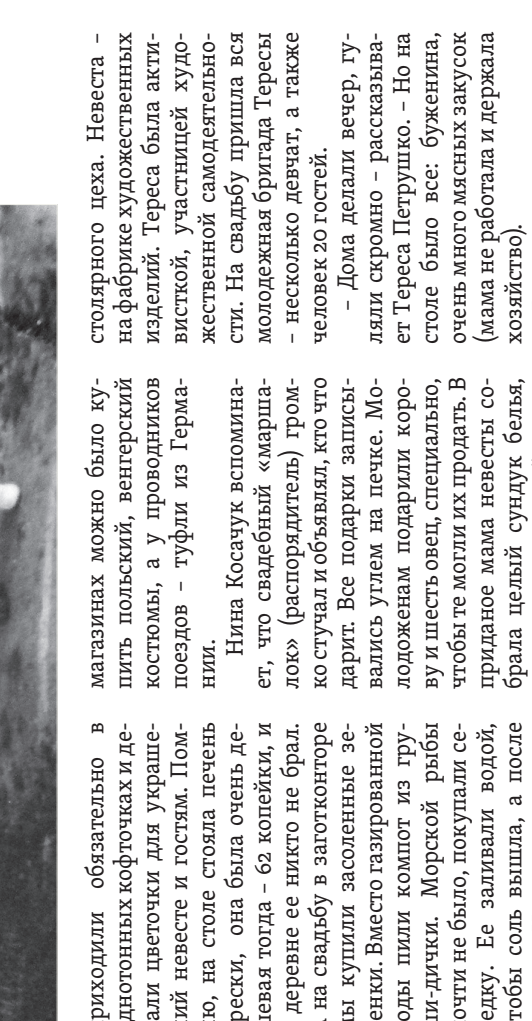 риходили обязательно в
днотонных кофточках и де-
али цветочки для украше-
ий невесте и гостям. Пом-
ю, на столе стояла печень
рески, она была очень де-
евая тогда – 62 копейки, и
деревне ее никто не брал.
на свадьбу в заготконторе
ы купили засоленные зе-
енки. Вместо газированной
оды пили компот из гру-
и-дички. Морской рыбы
очти не было, покупали се-
едку. Ее заливали водой,
тобы соль вышла, а после
магазинах можно было ку-
пить польский, венгерский
костюмы, а у проводников
поездов – туфли из Герма-
нии.
Нина Косачук вспомина-
ет, что свадебный «марша-
лок» (распорядитель) гром-
ко стучал и объявлял, кто что
дарит. Все подарки записы-
вались углем на печке. Мо-
лодоженам подарили коро-
ву и шесть овец, специально,
чтобы те могли их продать. В
приданое мама невесты со-
брала целый сундук белья,
столярного цеха. Невеста –
на фабрике художественных
изделий. Тереса была акти-
висткой, участницей худо-
жественной самодеятельно-
сти. На свадьбу пришла вся
молодежная бригада Тересы
– несколько девчат, а также
человек 20 гостей.
– Дома делали вечер, гу-
ляли скромно – рассказыва-
ет Тереса Петрушко. – Но на
столе было все: буженина,
очень много мясных закусок
(мама не работала и держала
хозяйство).